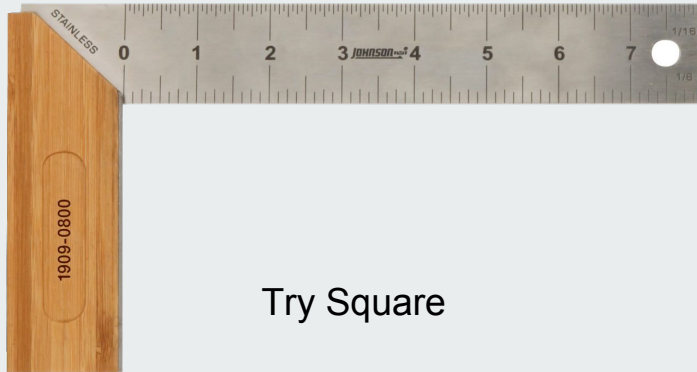 STAINLESS
0 1 2 3 JOHNSON 4 5 6 7
1/16
1/8
1909-0800
Try Square